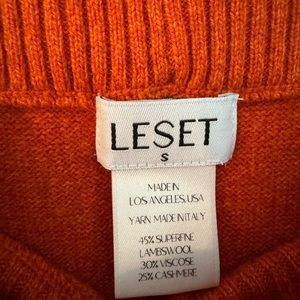 LESET
S
MADE IN
LOS ANGELES, USA
YARN MADE IN ITALY
45% SUPERFINE
LAMBSWOOL
30% VISCOSE
25% CASHMERE